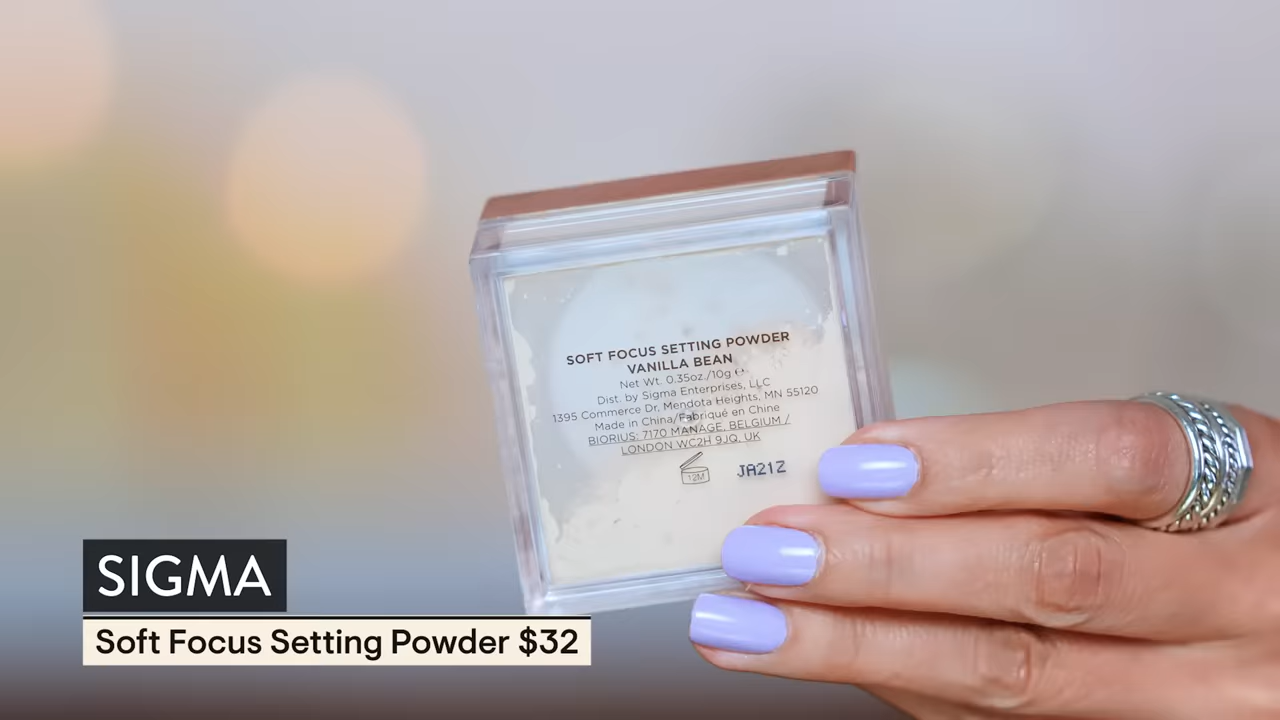 SOFT FOCUS SETTING POWDER
VANILLA BEAN
Net Wt. 0.35oz./10g ℮
Dist. by Sigma Enterprises, LLC
1395 Commerce Dr, Mendota Heights, MN 55120
Made in China/Fabriqué en Chine
BIORIUS: 7170 MANAGE, BELGIUM /
LONDON WC2H 9JQ, UK
12M
JA21Z
SIGMA
Soft Focus Setting Powder $32